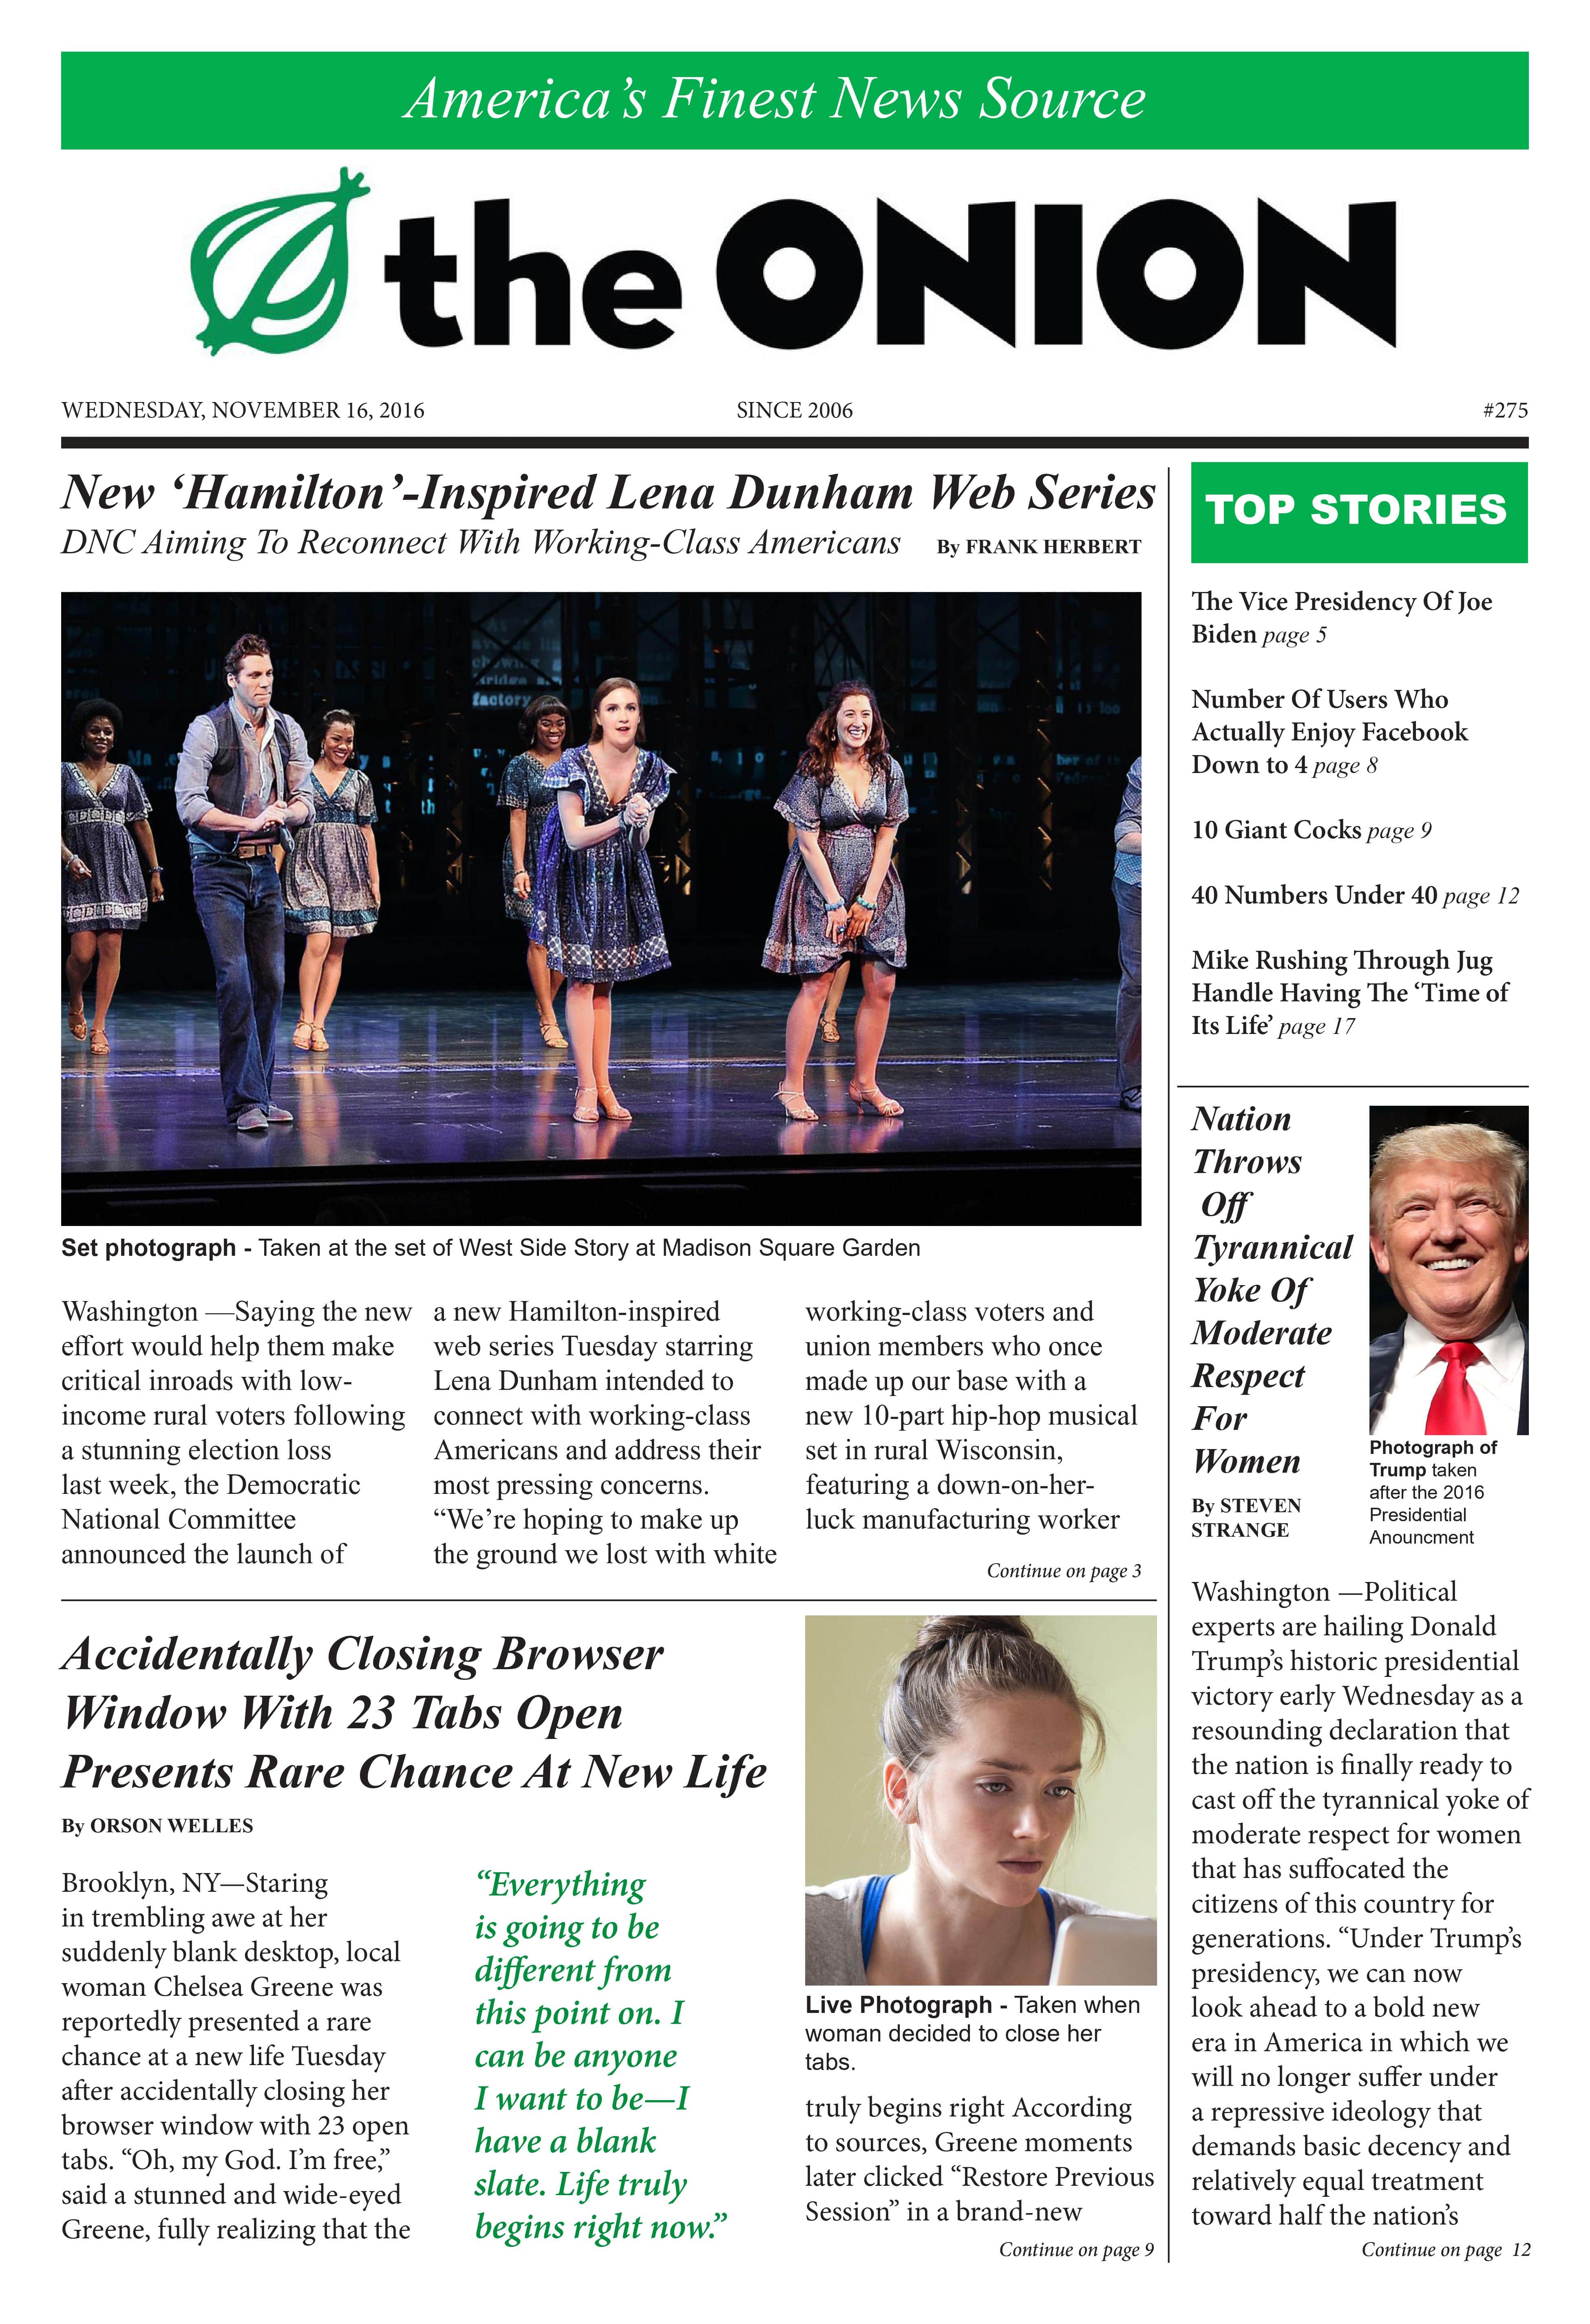 America's Finest News Source
the ONION
WEDNESDAY, NOVEMBER 16, 2016
SINCE 2006
#275
New ‘Hamilton’-Inspired Lena Dunham Web Series
DNC Aiming To Reconnect With Working-Class Americans
By FRANK HERBERT
factory
the
Set photograph - Taken at the set of West Side Story at Madison Square Garden
Washington —Saying the new
effort would help them make
critical inroads with low-
income rural voters following
a stunning election loss
last week, the Democratic
National Committee
announced the launch of
a new Hamilton-inspired
web series Tuesday starring
Lena Dunham intended to
connect with working-class
Americans and address their
most pressing concerns.
“We’re hoping to make up
the ground we lost with white
working-class voters and
union members who once
made up our base with a
new 10-part hip-hop musical
set in rural Wisconsin,
featuring a down-on-her-
luck manufacturing worker
Continue on page 3
Accidentally Closing Browser
Window With 23 Tabs Open
Presents Rare Chance At New Life
By ORSON WELLES
Brooklyn, NY—Staring
in trembling awe at her
suddenly blank desktop, local
woman Chelsea Greene was
reportedly presented a rare
chance at a new life Tuesday
after accidentally closing her
browser window with 23 open
tabs. “Oh, my God. I’m free,”
said a stunned and wide-eyed
Greene, fully realizing that the
“Everything
is going to be
different from
this point on. I
can be anyone
I want to be—I
have a blank
slate. Life truly
begins right now.”
Live Photograph - Taken when
woman decided to close her
tabs.
truly begins right According
to sources, Greene moments
later clicked “Restore Previous
Session” in a brand-new
Continue on page 9
TOP STORIES
The Vice Presidency Of Joe
Biden page 5
Number Of Users Who
Actually Enjoy Facebook
Down to 4 page 8
10 Giant Cocks page 9
40 Numbers Under 40 page 12
Mike Rushing Through Jug
Handle Having The ‘Time of
Its Life’ page 17
Nation
Throws
Off
Tyrannical
Yoke Of
Moderate
Respect
For
Women
By STEVEN
STRANGE
Photograph of
Trump taken
after the 2016
Presidential
Anouncment
Washington —Political
experts are hailing Donald
Trump’s historic presidential
victory early Wednesday as a
resounding declaration that
the nation is finally ready to
cast off the tyrannical yoke of
moderate respect for women
that has suffocated the
citizens of this country for
generations. “Under Trump’s
presidency, we can now
look ahead to a bold new
era in America in which we
will no longer suffer under
a repressive ideology that
demands basic decency and
relatively equal treatment
toward half the nation’s
Continue on page 12